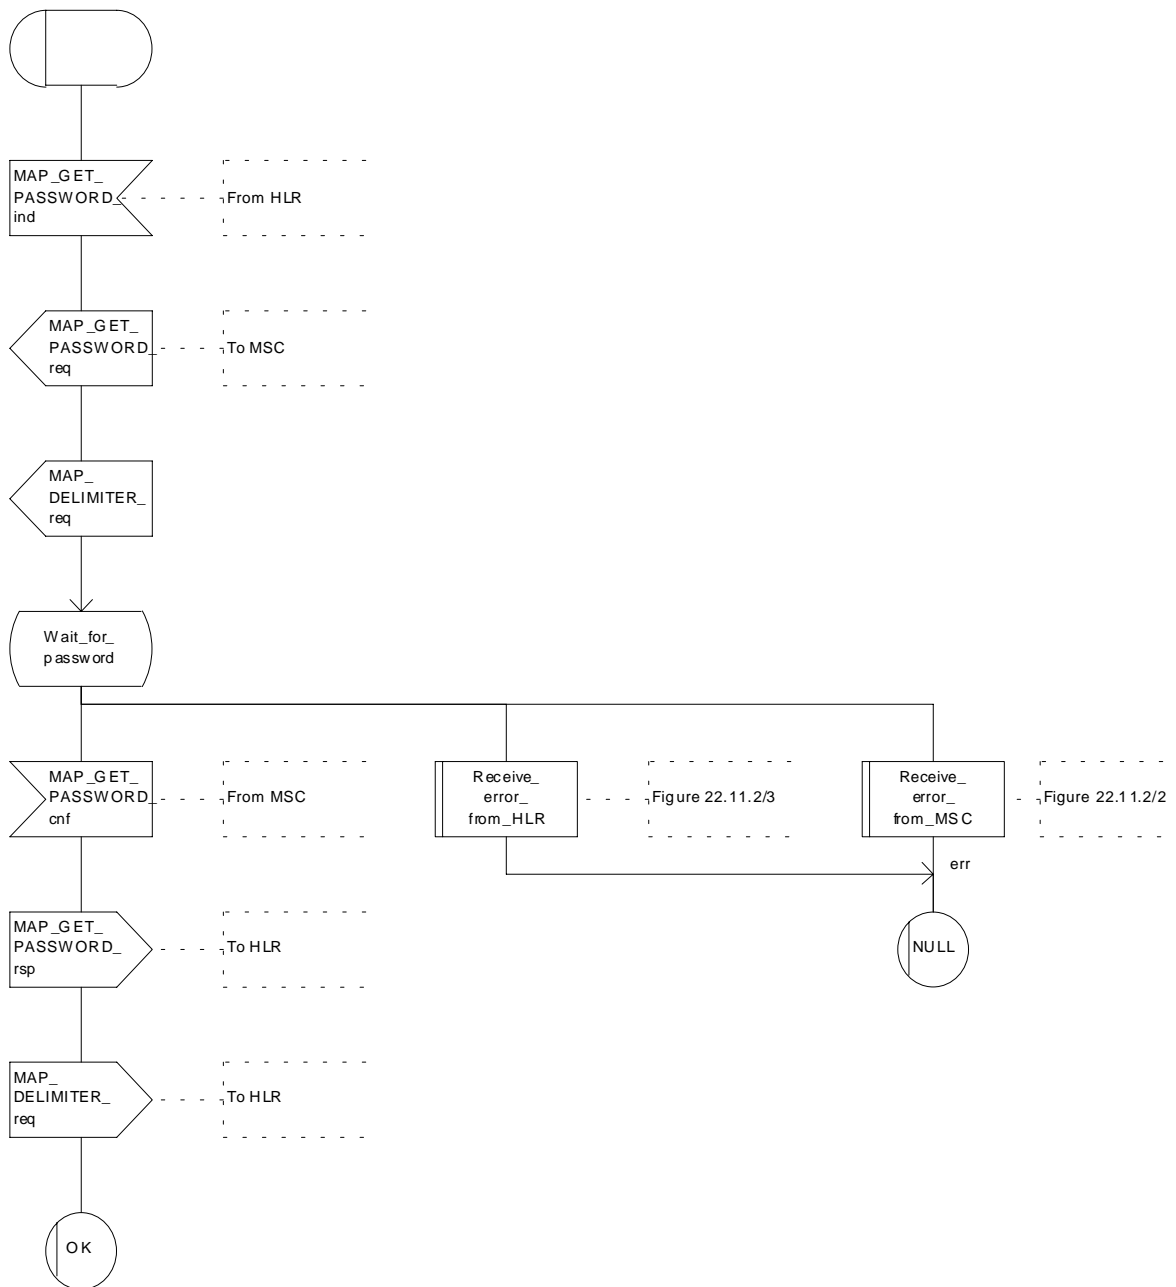 MAP_GET_
PASSWORD_
ind
From HLR
MAP_GET_
PASSWORD_
req
To MSC
MAP_
DELIMITER_
req
Wait_for_
password
MAP_GET_
PASSWORD_
cnf
From MSC
Receive_
error_
from_HLR
Figure 22.11.2/3
Receive_
error_
from_MSC
Figure 22.11.2/2
err
MAP_GET_
PASSWORD_
rsp
To HLR
NULL
MAP_
DELIMITER_
req
To HLR
OK